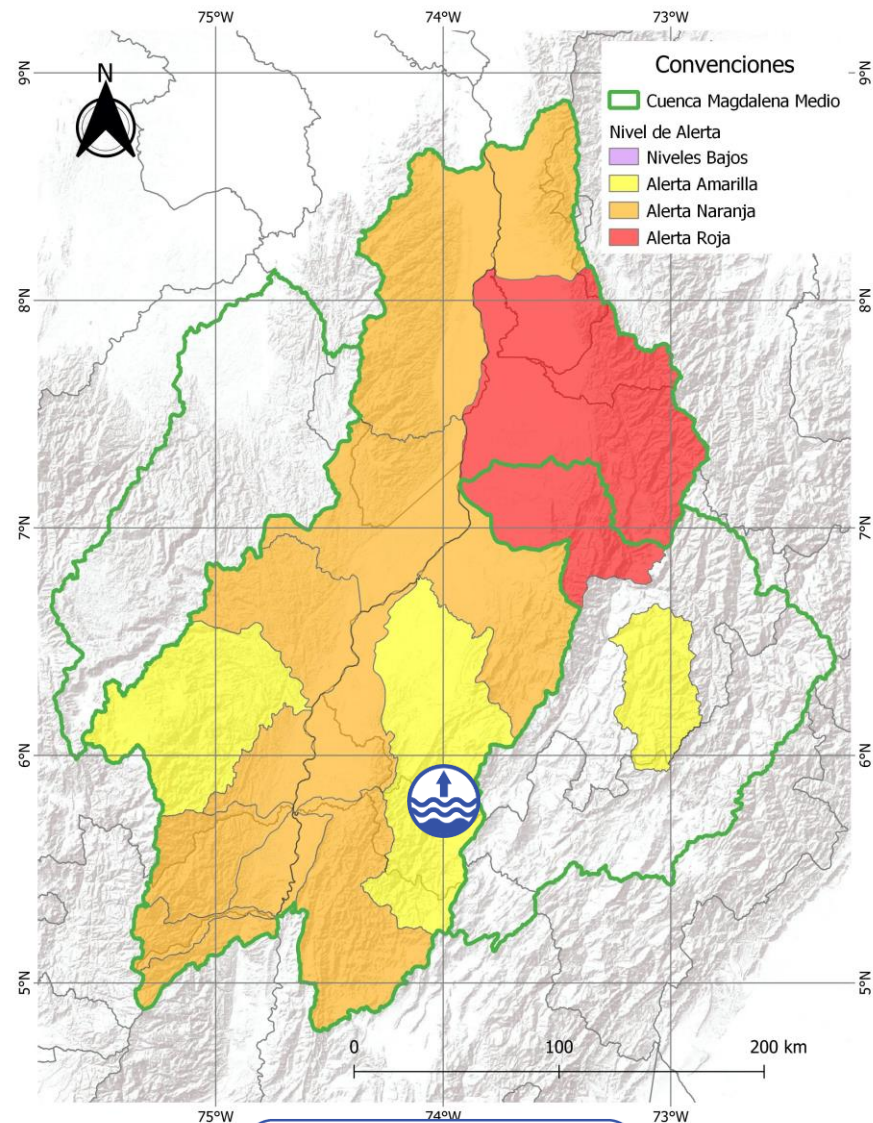 75°W 74°W 73°W
N
Convenciones
Cuenca Magdalena Medio
Nivel de Alerta
Niveles Bajos
Alerta Amarilla
Alerta Naranja
Alerta Roja
9°N 9°N
8°N 8°N
7°N 7°N
6°N 6°N
5°N 5°N
0 100 200 km
75°W 74°W 73°W